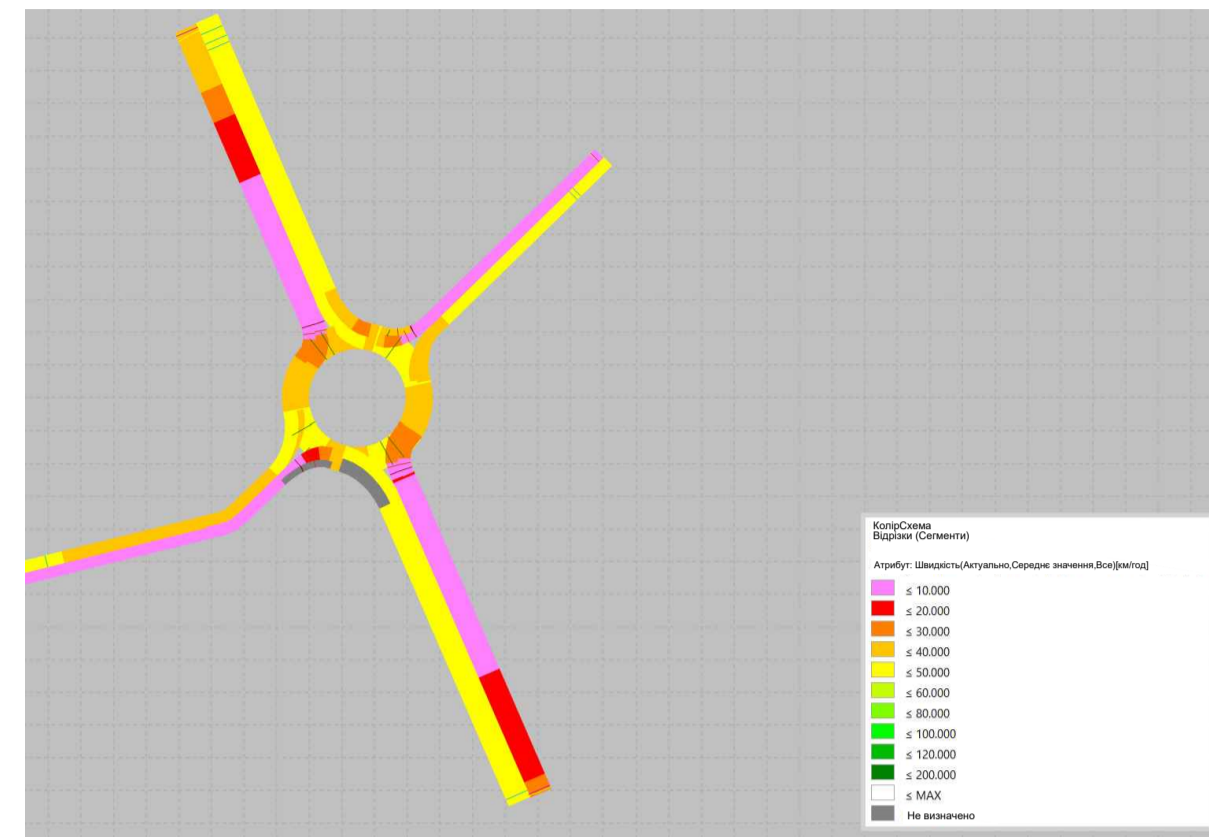 КолірСхема
Відрізки (Сегменти)
Атрибут: Швидкість(Актуально,Середнє значення,Все)[км/год]
≤ 10.000
≤ 20.000
≤ 30.000
≤ 40.000
≤ 50.000
≤ 60.000
≤ 80.000
≤ 100.000
≤ 120.000
≤ 200.000
≤ MAX
Не визначено